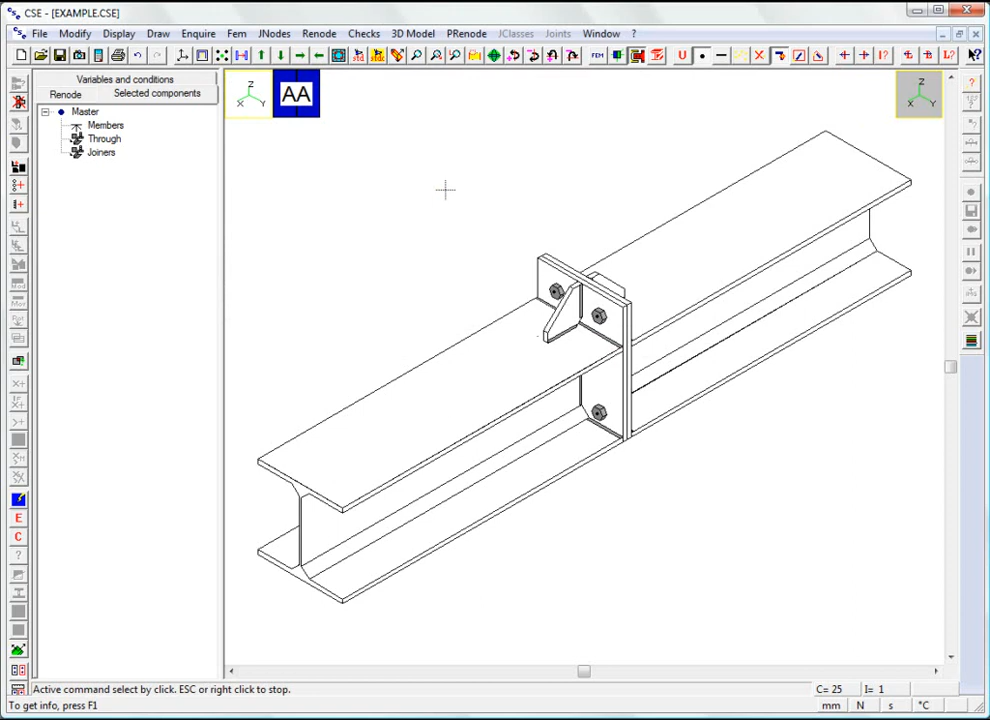 CSE - [EXAMPLE.CSE]
File Modify Display Draw Enquire Fem JNodes Renode Checks 3D Model PRenode JClasses Joints Window ?
Variables and conditions
Renode Selected components
Master
Members
Through
Joiners
Z
X Y
AA
Z
X Y
E
C
Active command select by click. ESC or right click to stop.
C= 25 I= 1
To get info, press F1
mm N s °C